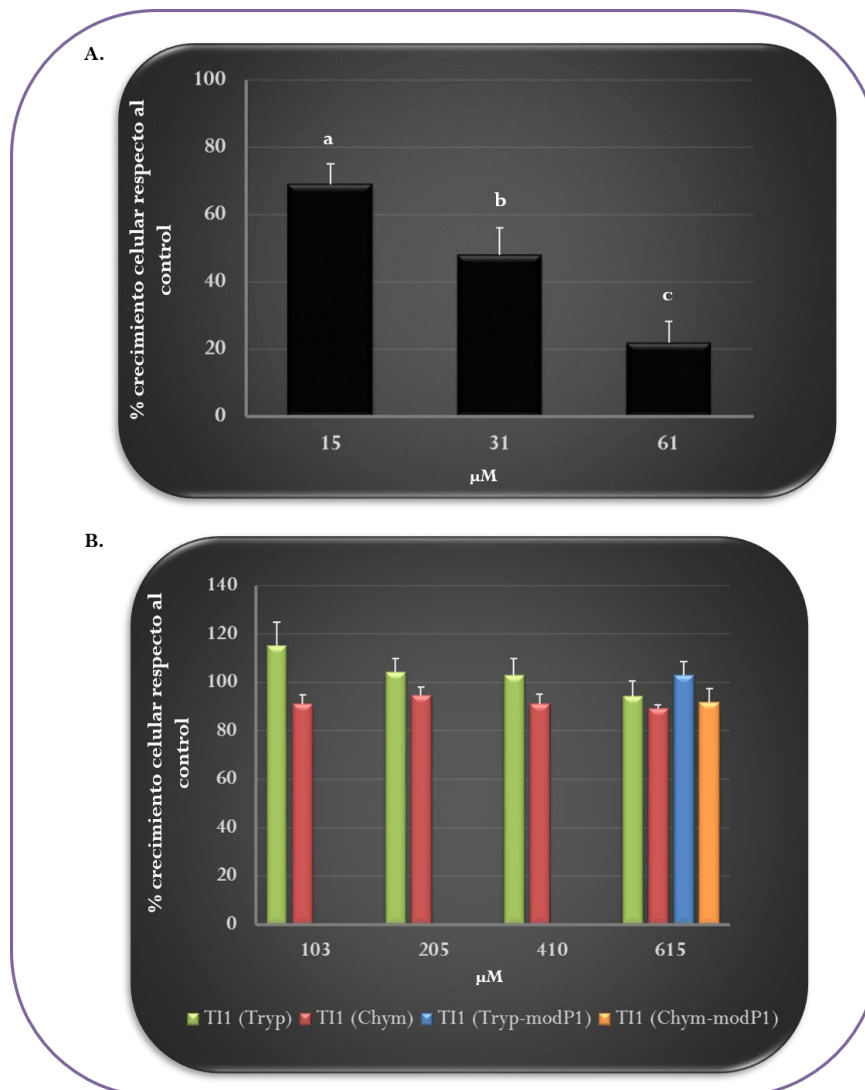 A.
% crecimiento celular respecto al
control
100
80
60
40
20
0
a
b
c
15 31 61
µM
B.
% crecimiento celular respecto al
control
140
120
100
80
60
40
20
0
103 205 410 615
µM
TI1 (Tryp) TI1 (Chym) TI1 (Tryp-modP1) TI1 (Chym-modP1)